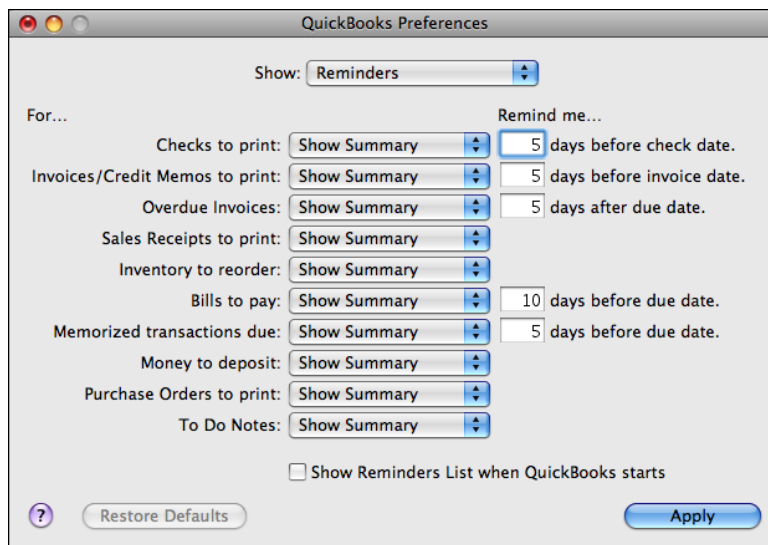 QuickBooks Preferences
Show: Reminders
For... Remind me...
Checks to print: Show Summary 5 days before check date.
Invoices/Credit Memos to print: Show Summary 5 days before invoice date.
Overdue Invoices: Show Summary 5 days after due date.
Sales Receipts to print: Show Summary
Inventory to reorder: Show Summary
Bills to pay: Show Summary 10 days before due date.
Memorized transactions due: Show Summary 5 days before due date.
Money to deposit: Show Summary
Purchase Orders to print: Show Summary
To Do Notes: Show Summary
Show Reminders List when QuickBooks starts
? Restore Defaults Apply